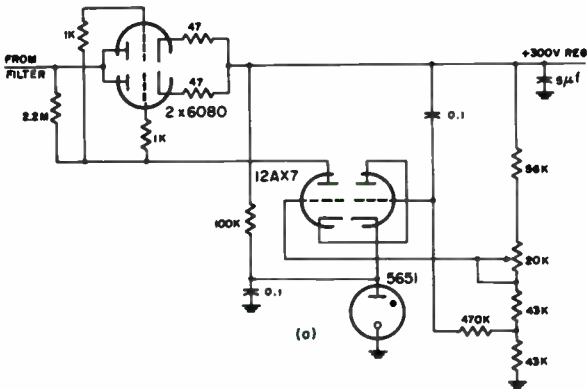 1K
47
FROM
FILTER
+300V REG
47
2.2M
2 x 6080
8µf
0.1
1K
56K
12AX7
100K
20K
5651
0.1
43K
(a)
470K
43K